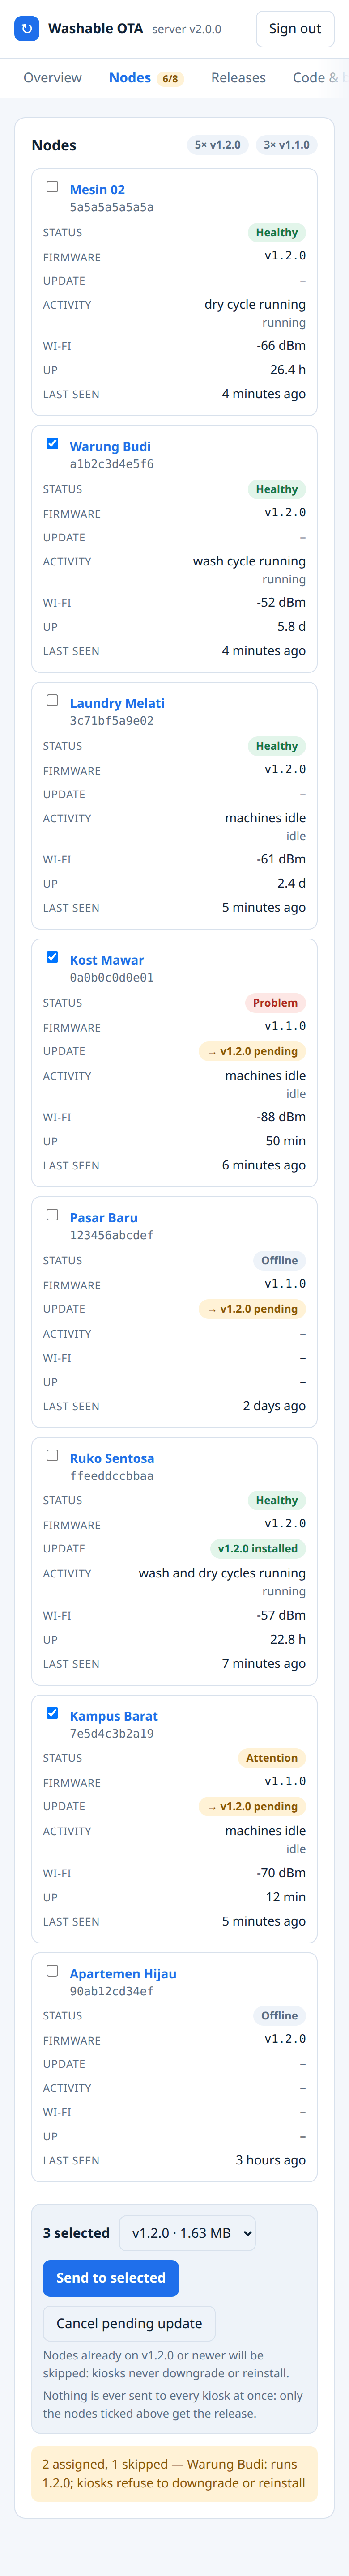 ↻ Washable OTA server v2.0.0 Sign out
Overview Nodes 6/8 Releases Code &
Nodes 5× v1.2.0 3× v1.1.0
Mesin 02
5a5a5a5a5a5a
STATUS Healthy
FIRMWARE v1.2.0
UPDATE –
ACTIVITY dry cycle running
running
WI-FI -66 dBm
UP 26.4 h
LAST SEEN 4 minutes ago
Warung Budi
a1b2c3d4e5f6
STATUS Healthy
FIRMWARE v1.2.0
UPDATE –
ACTIVITY wash cycle running
running
WI-FI -52 dBm
UP 5.8 d
LAST SEEN 4 minutes ago
Laundry Melati
3c71bf5a9e02
STATUS Healthy
FIRMWARE v1.2.0
UPDATE –
ACTIVITY machines idle
idle
WI-FI -61 dBm
UP 2.4 d
LAST SEEN 5 minutes ago
Kost Mawar
0a0b0c0d0e01
STATUS Problem
FIRMWARE v1.1.0
UPDATE → v1.2.0 pending
ACTIVITY machines idle
idle
WI-FI -88 dBm
UP 50 min
LAST SEEN 6 minutes ago
Pasar Baru
123456abcdef
STATUS Offline
FIRMWARE v1.1.0
UPDATE → v1.2.0 pending
ACTIVITY –
WI-FI –
UP –
LAST SEEN 2 days ago
Ruko Sentosa
ffeeddccbbaa
STATUS Healthy
FIRMWARE v1.2.0
UPDATE v1.2.0 installed
ACTIVITY wash and dry cycles running
running
WI-FI -57 dBm
UP 22.8 h
LAST SEEN 7 minutes ago
Kampus Barat
7e5d4c3b2a19
STATUS Attention
FIRMWARE v1.1.0
UPDATE → v1.2.0 pending
ACTIVITY machines idle
idle
WI-FI -70 dBm
UP 12 min
LAST SEEN 5 minutes ago
Apartemen Hijau
90ab12cd34ef
STATUS Offline
FIRMWARE v1.2.0
UPDATE –
ACTIVITY –
WI-FI –
UP –
LAST SEEN 3 hours ago
3 selected v1.2.0 · 1.63 MB
Send to selected
Cancel pending update
Nodes already on v1.2.0 or newer will be
skipped: kiosks never downgrade or reinstall.
Nothing is ever sent to every kiosk at once: only
the nodes ticked above get the release.
2 assigned, 1 skipped — Warung Budi: runs
1.2.0; kiosks refuse to downgrade or reinstall